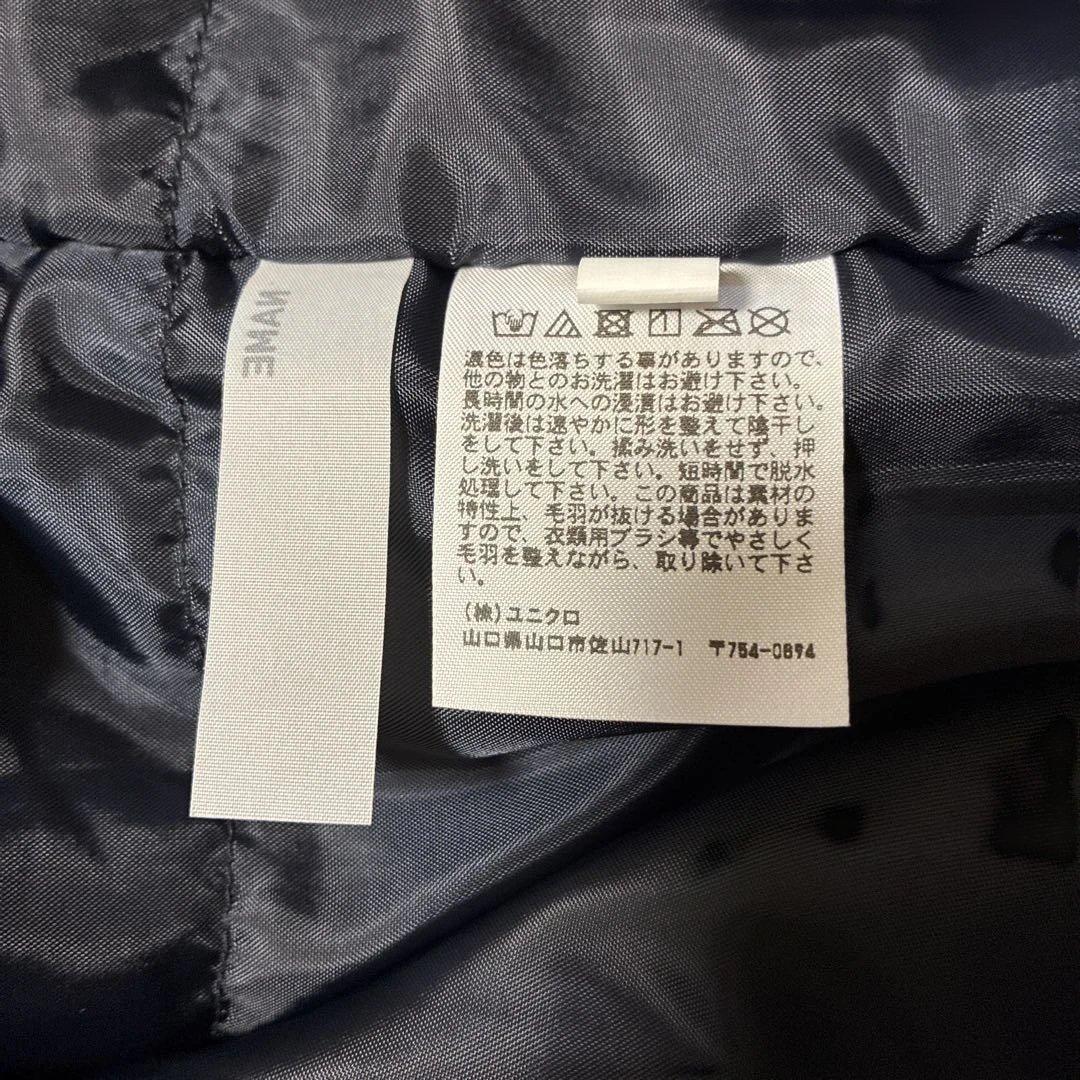 NAME
濃色は色落ちする事がありますので、
他の物とのお洗濯はお避け下さい。
長時間の水への浸漬はお避け下さい。
洗濯後は速やかに形を整えて陰干し
をして下さい。揉み洗いをせず、押
し洗いをして下さい。短時間で脱水
処理して下さい。この商品は素材の
特性上、毛羽が抜ける場合がありま
すので、衣類用ブラシ等でやさしく
毛羽を整えながら、取り除いて下さ
い。
(株)ユニクロ
山口県山口市佐山717-1 〒754-0894